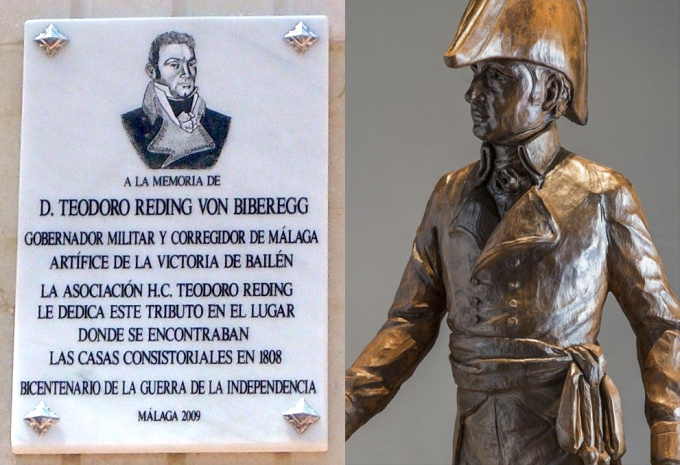 A LA MEMORIA DE
D. TEODORO REDING VON BIBEREGG
GOBERNADOR MILITAR Y CORREGIDOR DE MÁLAGA
ARTÍFICE DE LA VICTORIA DE BAILÉN
LA ASOCIACIÓN H.C. TEODORO REDING
LE DEDICA ESTE TRIBUTO EN EL LUGAR
DONDE SE ENCONTRABAN
LAS CASAS CONSISTORIALES EN 1808
BICENTENARIO DE LA GUERRA DE LA INDEPENDENCIA
MÁLAGA 2009